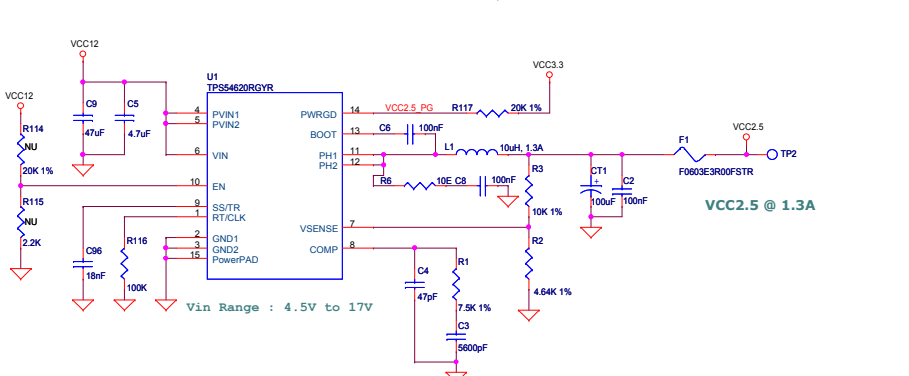 VCC12
VCC12
R114
NU
20K 1%
R115
NU
2.2K
C9
47uF
C5
4.7uF
C96
18nF
R116
100K
U1
TPS54620RGYR
4
PVIN1
5
PVIN2
6
VIN
10
EN
9
SS/TR
1
RT/CLK
2
GND1
3
GND2
15
PowerPAD
PWRGD
14
BOOT
13
PH1
11
PH2
12
VSENSE
7
COMP
8
VCC2.5_PG
R117
20K 1%
VCC3.3
C6
100nF
L1
10uH, 1.3A
R6
10E
C8
100nF
R3
10K 1%
R2
4.64K 1%
C4
47pF
R1
7.5K 1%
C3
5600pF
CT1
+
100uF
C2
100nF
F1
F0603E3R00FSTR
VCC2.5
TP2
VCC2.5 @ 1.3A
Vin Range : 4.5V to 17V